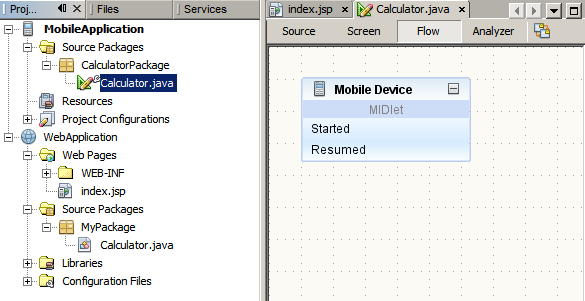 Proj...
Files
Services
MobileApplication
Source Packages
CalculatorPackage
Calculator.java
Resources
Project Configurations
WebApplication
Web Pages
WEB-INF
index.jsp
Source Packages
MyPackage
Calculator.java
Libraries
Configuration Files
index.jsp
Calculator.java
Source
Screen
Flow
Analyzer
Mobile Device
MIDlet
Started
Resumed